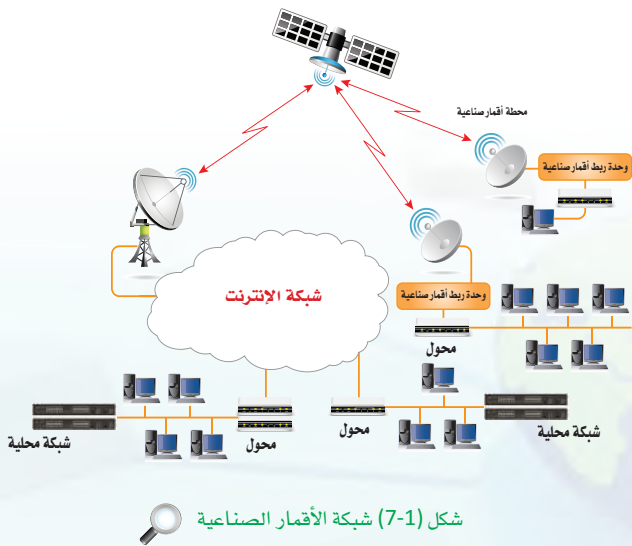 محطة أقمار صناعية
وحدة ربط أقمار صناعية
شبكة الإنترنت
وحدة ربط أقمار صناعية
محول
محول
محول
شبكة محلية
شبكة محلية
شكل (1-7) شبكة الأقمار الصناعية